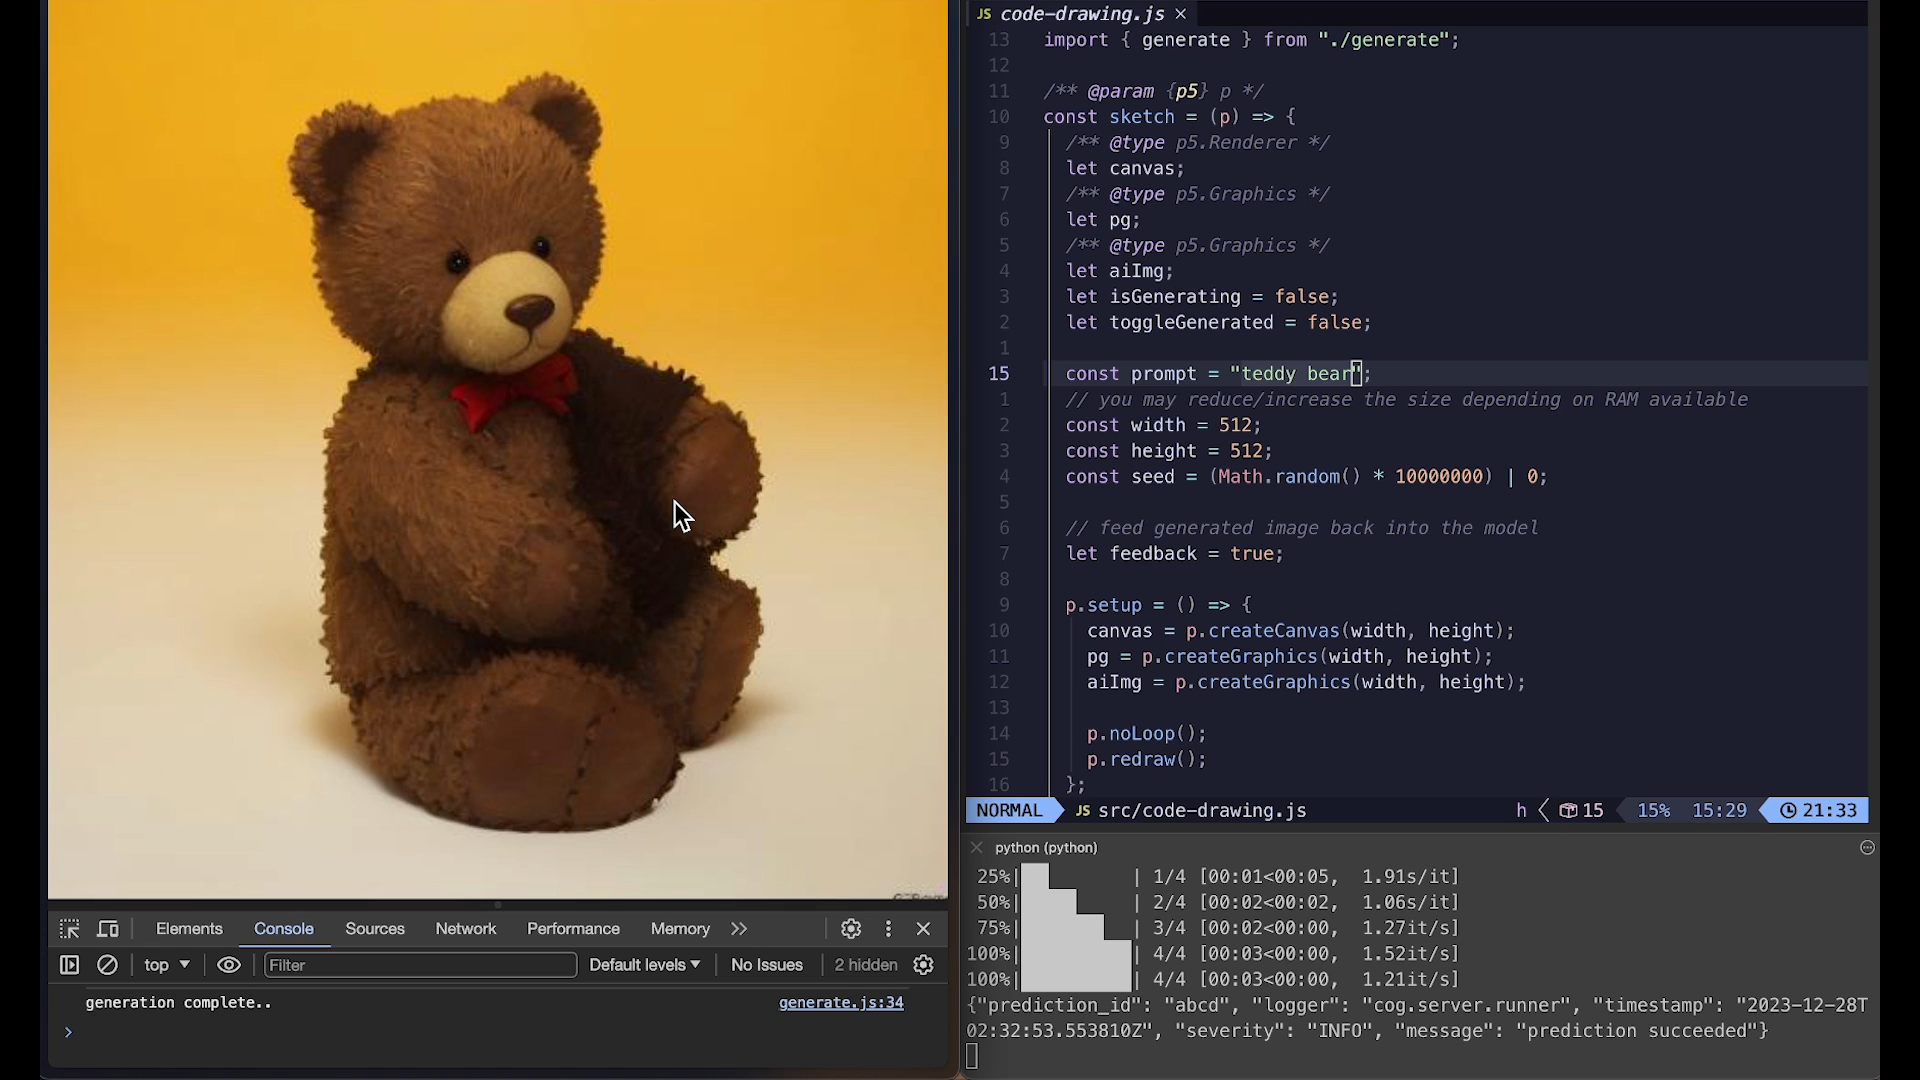 JS code-drawing.js ×
13 import { generate } from "./generate";
12
11 /** @param {p5} p */
10 const sketch = (p) => {
9 /** @type p5.Renderer */
8 let canvas;
7 /** @type p5.Graphics */
6 let pg;
5 /** @type p5.Graphics */
4 let aiImg;
3 let isGenerating = false;
2 let toggleGenerated = false;
1
15 const prompt = "teddy bear";
1 // you may reduce/increase the size depending on RAM available
2 const width = 512;
3 const height = 512;
4 const seed = (Math.random() * 10000000) | 0;
5
6 // feed generated image back into the model
7 let feedback = true;
8
9 p.setup = () => {
10 canvas = p.createCanvas(width, height);
11 pg = p.createGraphics(width, height);
12 aiImg = p.createGraphics(width, height);
13
14 p.noLoop();
15 p.redraw();
16 };
NORMAL JS src/code-drawing.js h 15 15% 15:29 21:33
python (python)
25%| | 1/4 [00:01<00:05, 1.91s/it]
50%| | 2/4 [00:02<00:02, 1.06s/it]
75%| | 3/4 [00:02<00:00, 1.27it/s]
100%| | 4/4 [00:03<00:00, 1.52it/s]
100%| | 4/4 [00:03<00:00, 1.21it/s]
{"prediction_id": "abcd", "logger": "cog.server.runner", "timestamp": "2023-12-28T
02:32:53.553810Z", "severity": "INFO", "message": "prediction succeeded"}
Elements Console Sources Network Performance Memory »
top Filter Default levels No Issues 2 hidden
generation complete.. generate.js:34
>